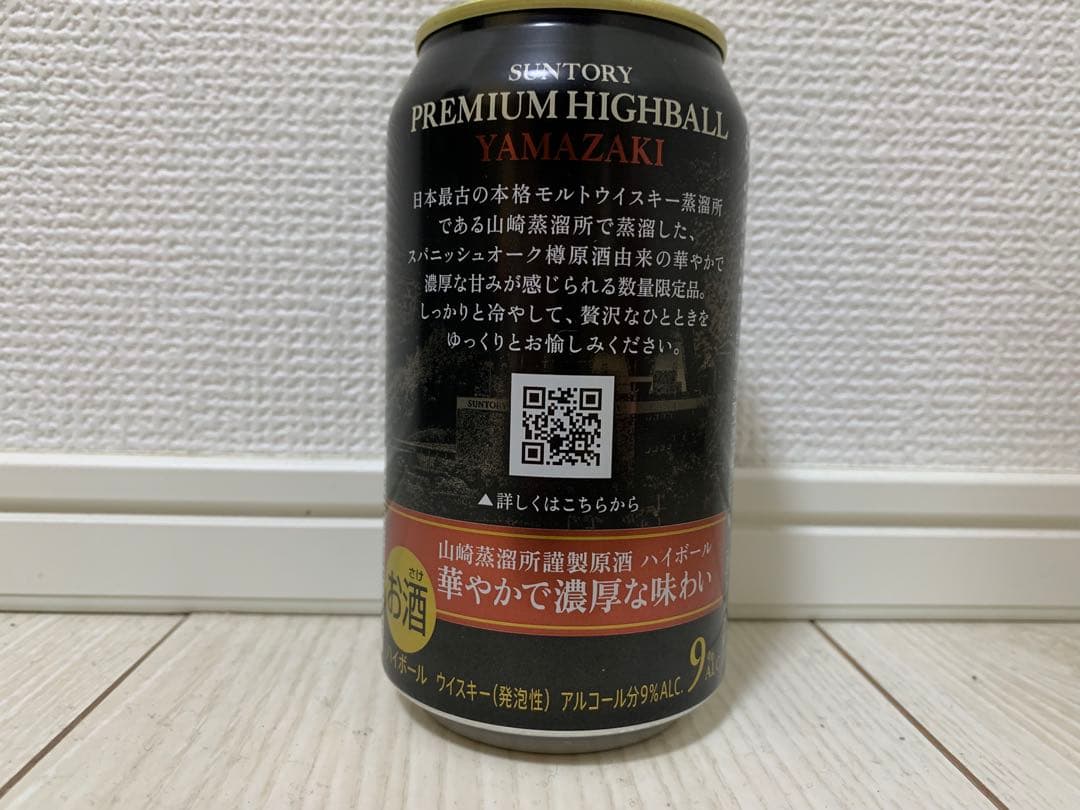 SUNTORY
PREMIUM HIGHBALL
YAMAZAKI
日本最古の本格モルトウイスキー蒸溜所
である山崎蒸溜所で蒸溜した、
スパニッシュオーク樽原酒由来の華やかで
濃厚な甘みが感じられる数量限定品。
しっかりと冷やして、贅沢なひとときを
ゆっくりとお愉しみください。
SUNTORY
▲詳しくはこちらから
山崎蒸溜所謹製原酒 ハイボール
華やかで濃厚な味わい
さけ
お酒
ハイボール ウイスキー(発泡性) アルコール分9%ALC.
9%